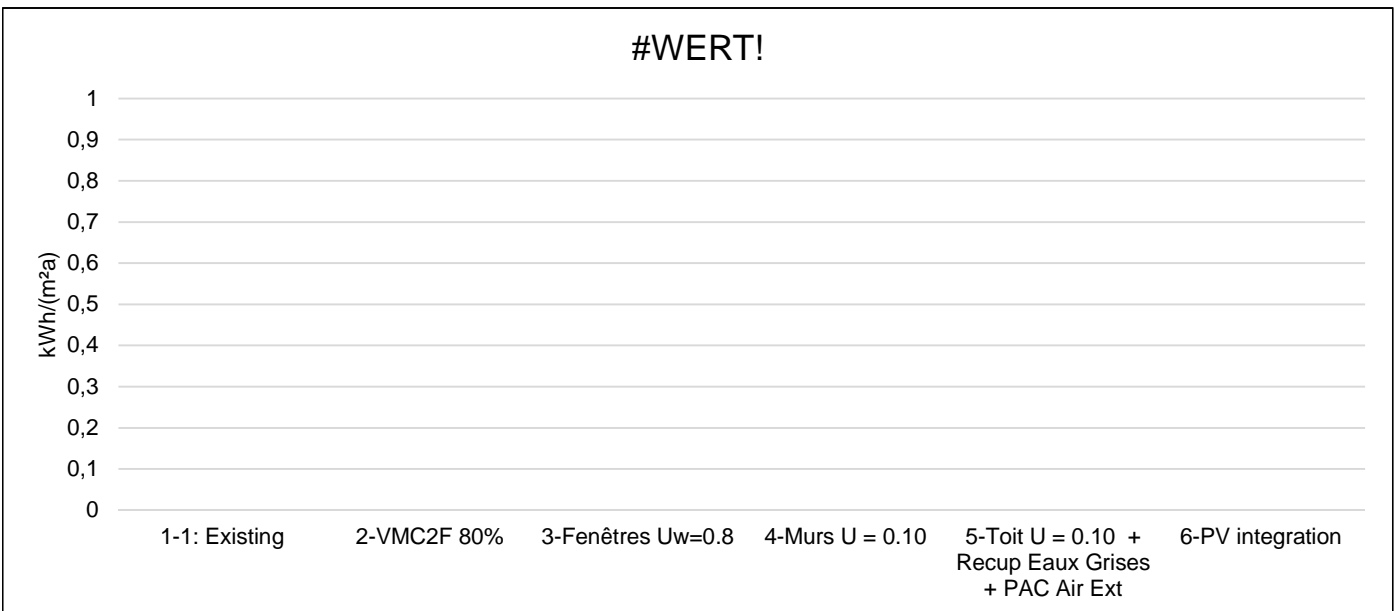 #WERT!
kWh/(m²a)
1
0,9
0,8
0,7
0,6
0,5
0,4
0,3
0,2
0,1
0
1-1: Existing
2-VMC2F 80%
3-Fenêtres Uw=0.8
4-Murs U = 0.10
5-Toit U = 0.10 +
Recup Eaux Grises
+ PAC Air Ext
6-PV integration